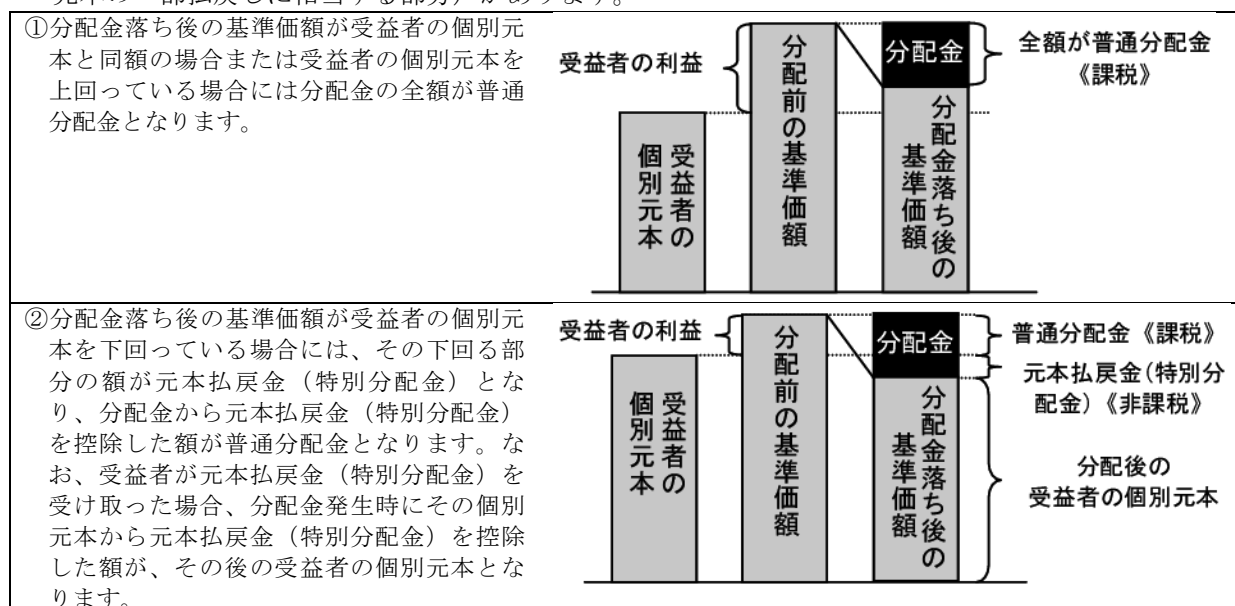 ①分配金落ち後の基準価額が受益者の個別元
本と同額の場合または受益者の個別元本を
上回っている場合には分配金の全額が普通
分配金となります。
受益者の利益
受益者の
個別元本
分配前の基準価額
分配金
分配金落ち後の
基準価額
全額が普通分配金
《課税》
②分配金落ち後の基準価額が受益者の個別元
本を下回っている場合には、その下回る部
分の額が元本払戻金（特別分配金）とな
り、分配金から元本払戻金（特別分配金）
を控除した額が普通分配金となります。な
お、受益者が元本払戻金（特別分配金）を
受け取った場合、分配金発生時にその個別
元本から元本払戻金（特別分配金）を控除
した額が、その後の受益者の個別元本とな
ります。
受益者の利益
受益者の
個別元本
分配前の基準価額
分配金
分配金落ち後の
基準価額
普通分配金《課税》
元本払戻金(特別分
配金)《非課税》
分配後の
受益者の個別元本